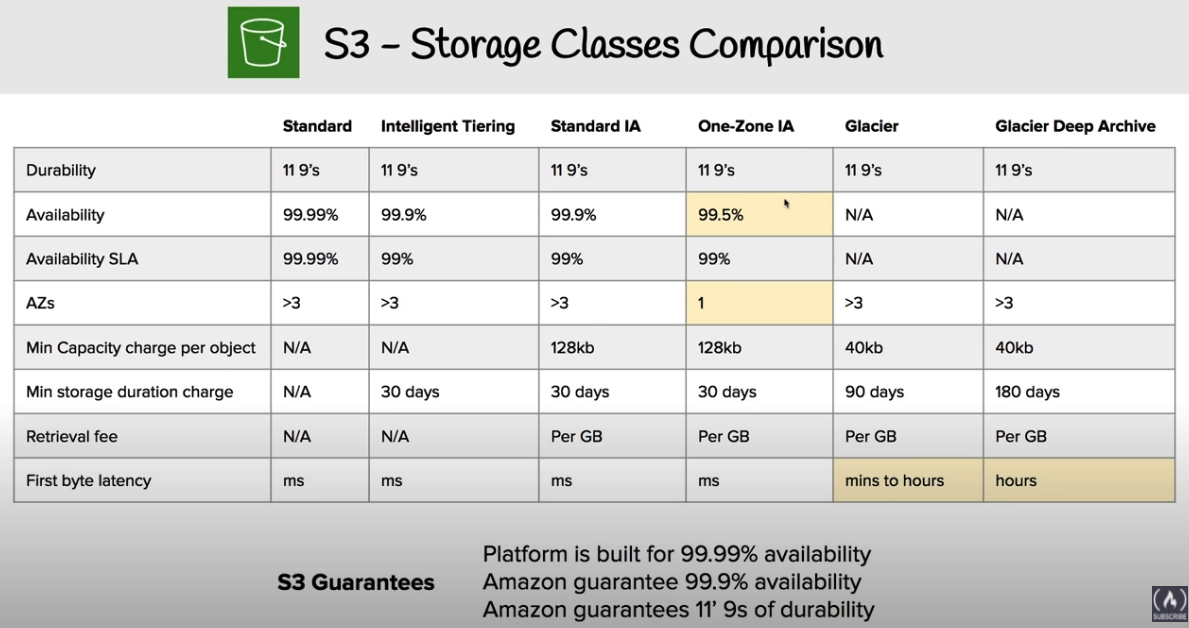 S3 – Storage Classes Comparison
Standard Intelligent Tiering Standard IA One-Zone IA Glacier Glacier Deep Archive
Durability 11 9's 11 9's 11 9's 11 9's 11 9's 11 9's
Availability 99.99% 99.9% 99.9% 99.5% N/A N/A
Availability SLA 99.99% 99% 99% 99% N/A N/A
AZs >3 >3 >3 1 >3 >3
Min Capacity charge per object N/A N/A 128kb 128kb 40kb 40kb
Min storage duration charge N/A 30 days 30 days 30 days 90 days 180 days
Retrieval fee N/A N/A Per GB Per GB Per GB Per GB
First byte latency ms ms ms ms mins to hours hours
Platform is built for 99.99% availability
S3 Guarantees Amazon guarantee 99.9% availability
Amazon guarantees 11' 9s of durability
SUBSCRIBE